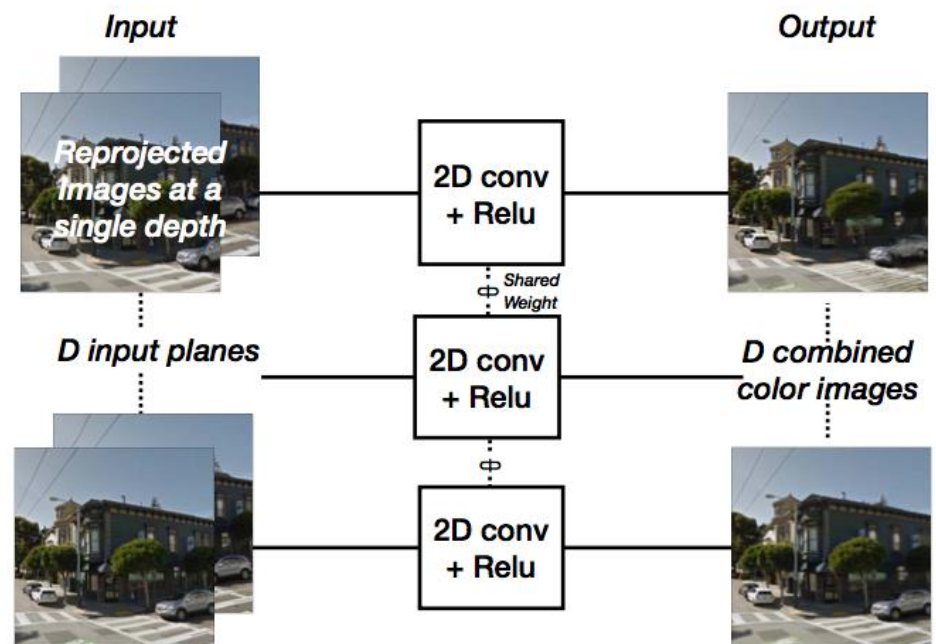 Input
Output
Reprojected
Images at a
single depth
2D conv
+ Relu
Shared
Weight
D input planes
2D conv
+ Relu
D combined
color images
2D conv
+ Relu